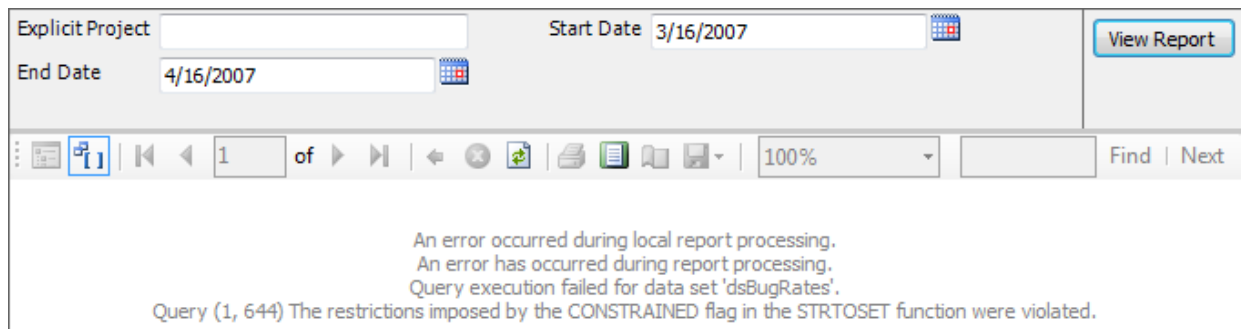 Explicit Project Start Date 3/16/2007 View Report
End Date 4/16/2007
1 of 100% Find | Next
An error occurred during local report processing.
An error has occurred during report processing.
Query execution failed for data set 'dsBugRates'.
Query (1, 644) The restrictions imposed by the CONSTRAINED flag in the STRTOSET function were violated.